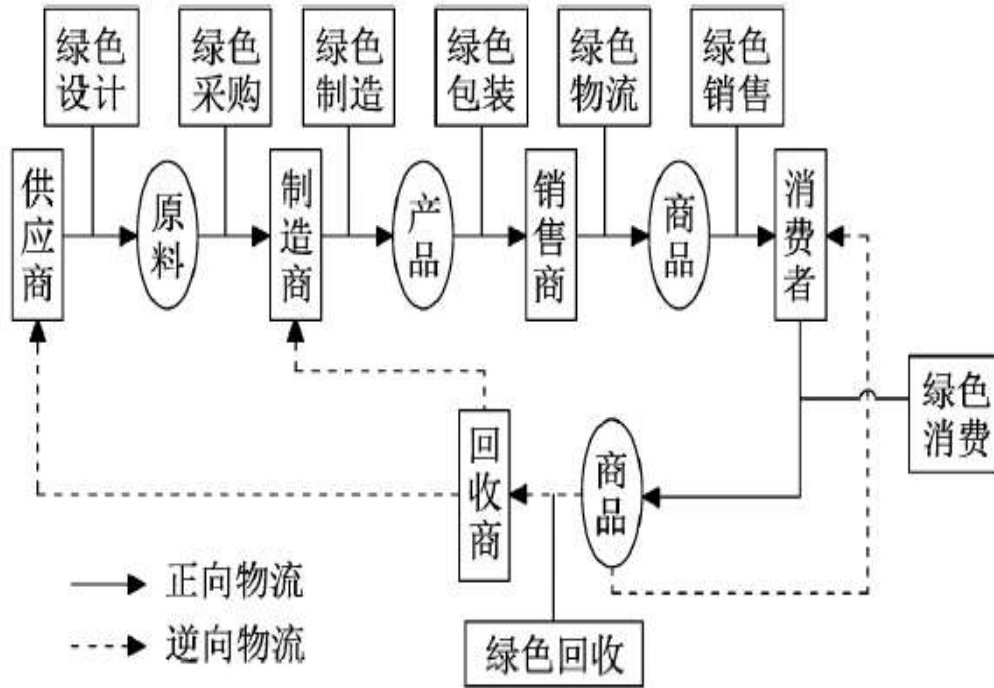 绿色
设计
绿色
采购
绿色
制造
绿色
包装
绿色
物流
绿色
销售
供应商
原料
制造商
产品
销售商
商品
消费者
绿色
消费
回收商
商品
正向物流
逆向物流
绿色回收